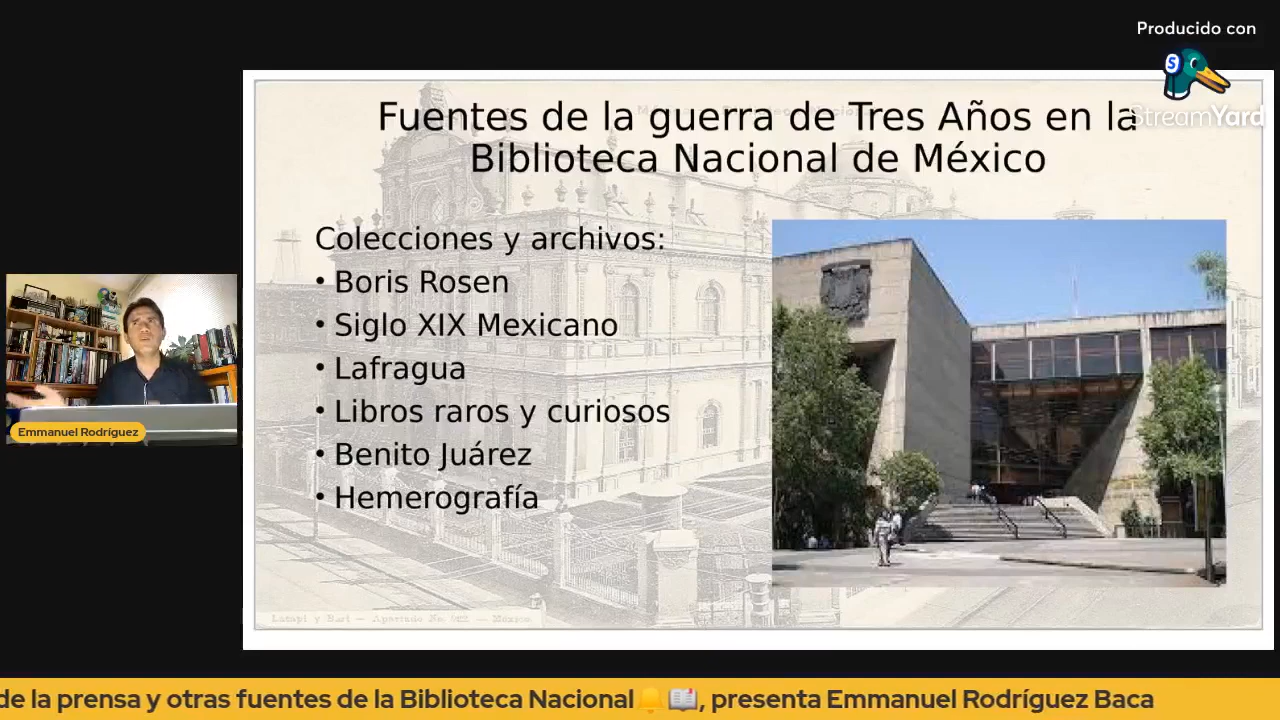 Producido con
StreamYard
Fuentes de la guerra de Tres Años en la
Biblioteca Nacional de México
Colecciones y archivos:
• Boris Rosen
• Siglo XIX Mexicano
• Lafragua
• Libros raros y curiosos
• Benito Juárez
• Hemerografía
Emmanuel Rodríguez
de la prensa y otras fuentes de la Biblioteca Nacional🔔📖, presenta Emmanuel Rodríguez Baca